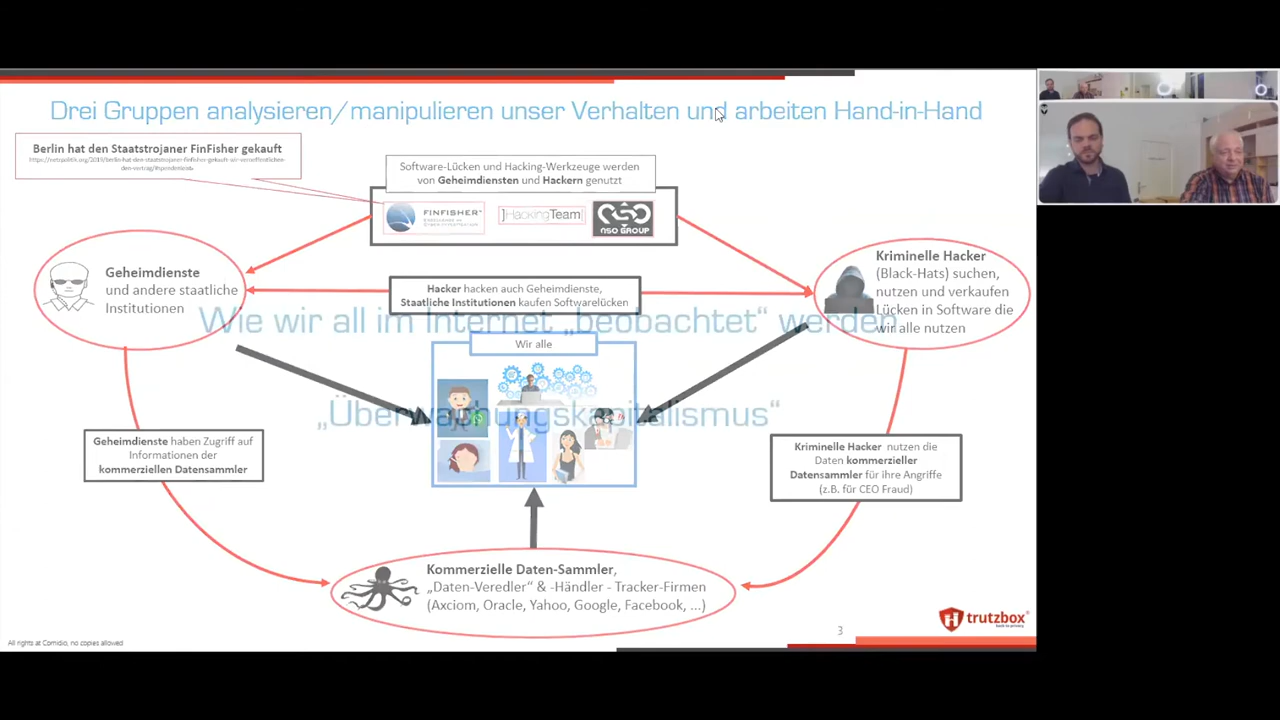 Drei Gruppen analysieren/manipulieren unser Verhalten und arbeiten Hand-in-Hand
Berlin hat den Staatstrojaner FinFisher gekauft
Software-Lücken und Hacking-Werkzeuge werden
von Geheimdiensten und Hackern genutzt
FINFISHER™
]HackingTeam[
NSO GROUP
Geheimdienste
und andere staatliche
Institutionen
Hacker hacken auch Geheimdienste,
Staatliche Institutionen kaufen Softwarelücken
Kriminelle Hacker
(Black-Hats) suchen,
nutzen und verkaufen
Lücken in Software die
wir alle nutzen
Wie wir all im Internet „beobachtet“ werden
Wir alle
„Überwachungskapitalismus“
Geheimdienste haben Zugriff auf
Informationen der
kommerziellen Datensammler
Kriminelle Hacker nutzen die
Daten kommerzieller
Datensammler für ihre Angriffe
(z.B. für CEO Fraud)
Kommerzielle Daten-Sammler,
„Daten-Veredler“ & -Händler - Tracker-Firmen
(Axciom, Oracle, Yahoo, Google, Facebook, ...)
trutzbox®
back to privacy
3
All rights at Comidio, no copies allowed